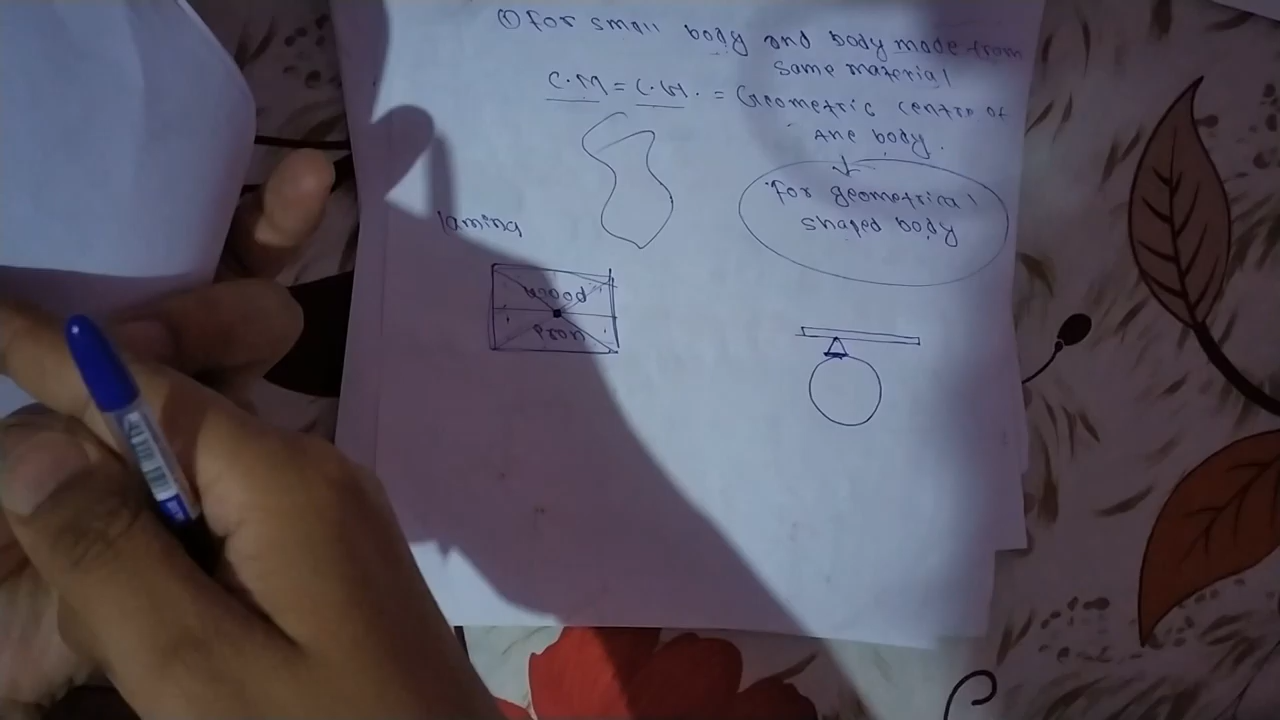 ① for small body and body made from
same material
C.M = C.G. = Geometric centre of
the body.
for geometrical
shaped body
lamina
wood
Iron